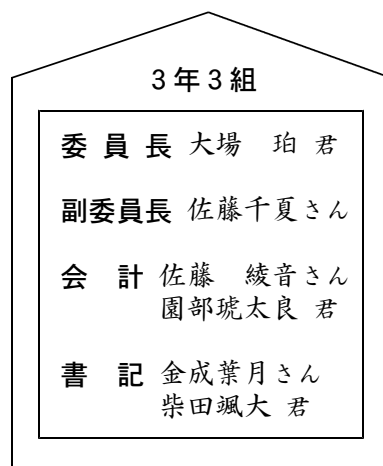 3年3組
委員長 大場　珀 君
副委員長 佐藤千夏さん
会　計 佐藤　綾音さん
園部琥太良 君
書　記 金成葉月さん
柴田颯大 君